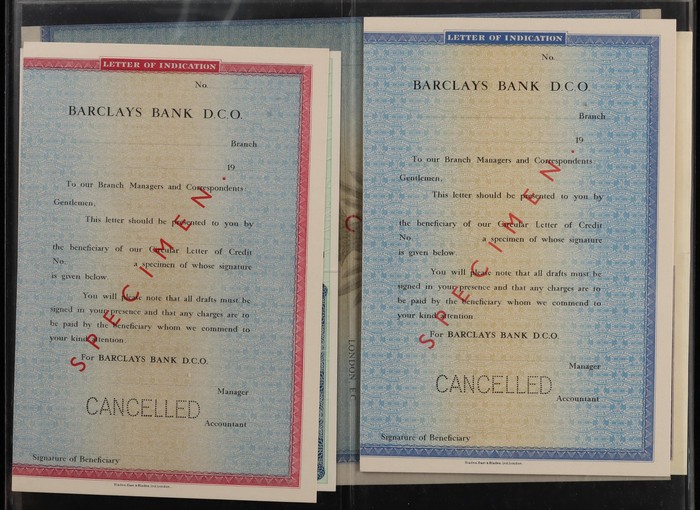 LETTER OF INDICATION
No.
BARCLAYS BANK D.C.O.
Branch
19
To our Branch Managers and Correspondents.
Gentlemen,
This letter should be presented to you by
the beneficiary of our Circular Letter of Credit
No. a specimen of whose signature
is given below.
You will please note that all drafts must be
signed in your presence and that any charges are to
be paid by the beneficiary whom we commend to
your kind attention.
For BARCLAYS BANK D.C.O.
Manager
CANCELLED
Accountant
Signature of Beneficiary
SPECIMEN.
LETTER OF INDICATION
No.
BARCLAYS BANK D.C.O.
Branch
19
To our Branch Managers and Correspondents.
Gentlemen,
This letter should be presented to you by
the beneficiary of our Circular Letter of Credit
No. a specimen of whose signature
is given below.
You will please note that all drafts must be
signed in your presence and that any charges are to
be paid by the beneficiary whom we commend to
your kind attention
For BARCLAYS BANK D.C.O.
Manager
CANCELLED
Accountant
Signature of Beneficiary
SPECIMEN.
LONDON